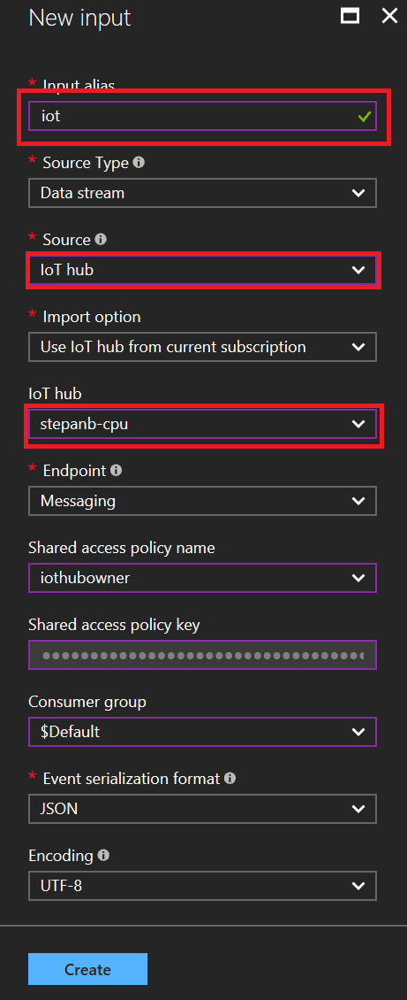 New input
* Input alias
iot
* Source Type
Data stream
* Source
IoT hub
* Import option
Use IoT hub from current subscription
IoT hub
stepanb-cpu
* Endpoint
Messaging
Shared access policy name
iothubowner
Shared access policy key
Consumer group
$Default
* Event serialization format
JSON
Encoding
UTF-8
Create